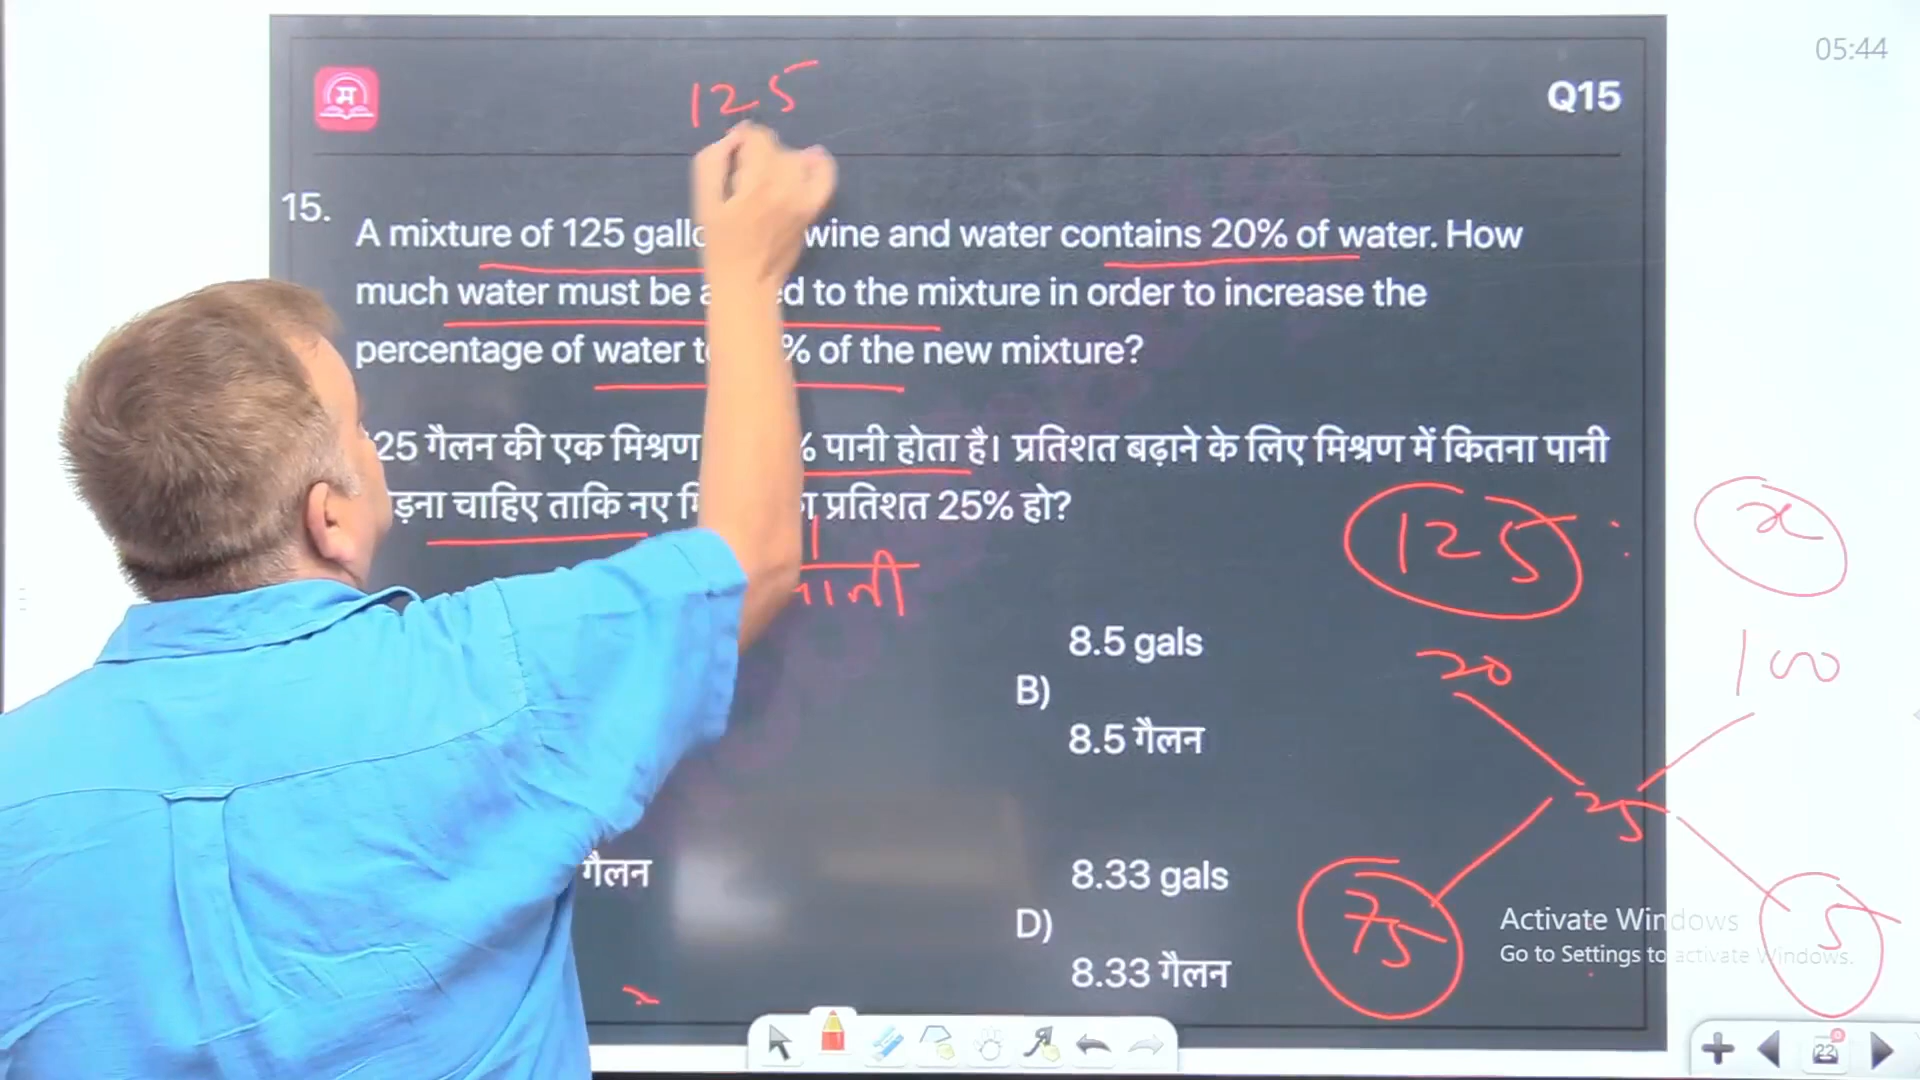 05:44
125
म
Q15
15.
A mixture of 125 wine and water contains 20% of water. How
much water must be to the mixture in order to increase the
percentage of water % of the new mixture?
25 गैलन की एक मिश्रण % पानी होता है। प्रतिशत बढ़ाने के लिए मिश्रण में कितना पानी
चाहिए ताकि नए प्रतिशत 25% हो?
125 : x
20 100
25
75 5
8.5 gals
B)
8.5 गैलन
गैलन
8.33 gals
D)
8.33 गैलन
Activate Windows
Go to Settings to activate Windows.
22